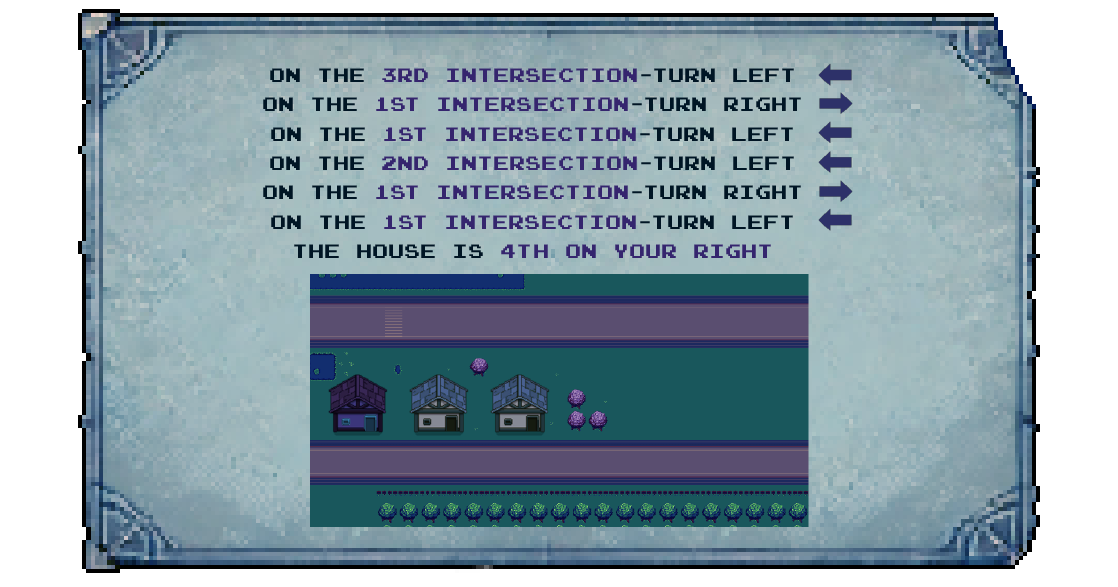 ON THE 3RD INTERSECTION-TURN LEFT
ON THE 1ST INTERSECTION-TURN RIGHT
ON THE 1ST INTERSECTION-TURN LEFT
ON THE 2ND INTERSECTION-TURN LEFT
ON THE 1ST INTERSECTION-TURN RIGHT
ON THE 1ST INTERSECTION-TURN LEFT
THE HOUSE IS 4TH ON YOUR RIGHT